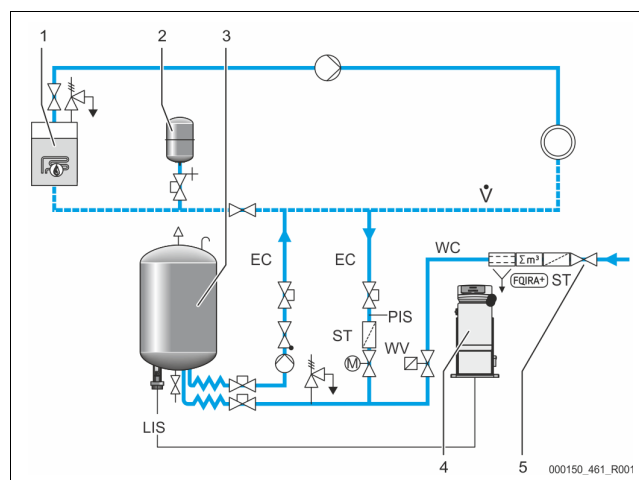 1
2
3
V̇
EC
EC
WC
Σm³
FQIRA+
ST
PIS
ST
M
WV
LIS
4
5
000150_461_R001